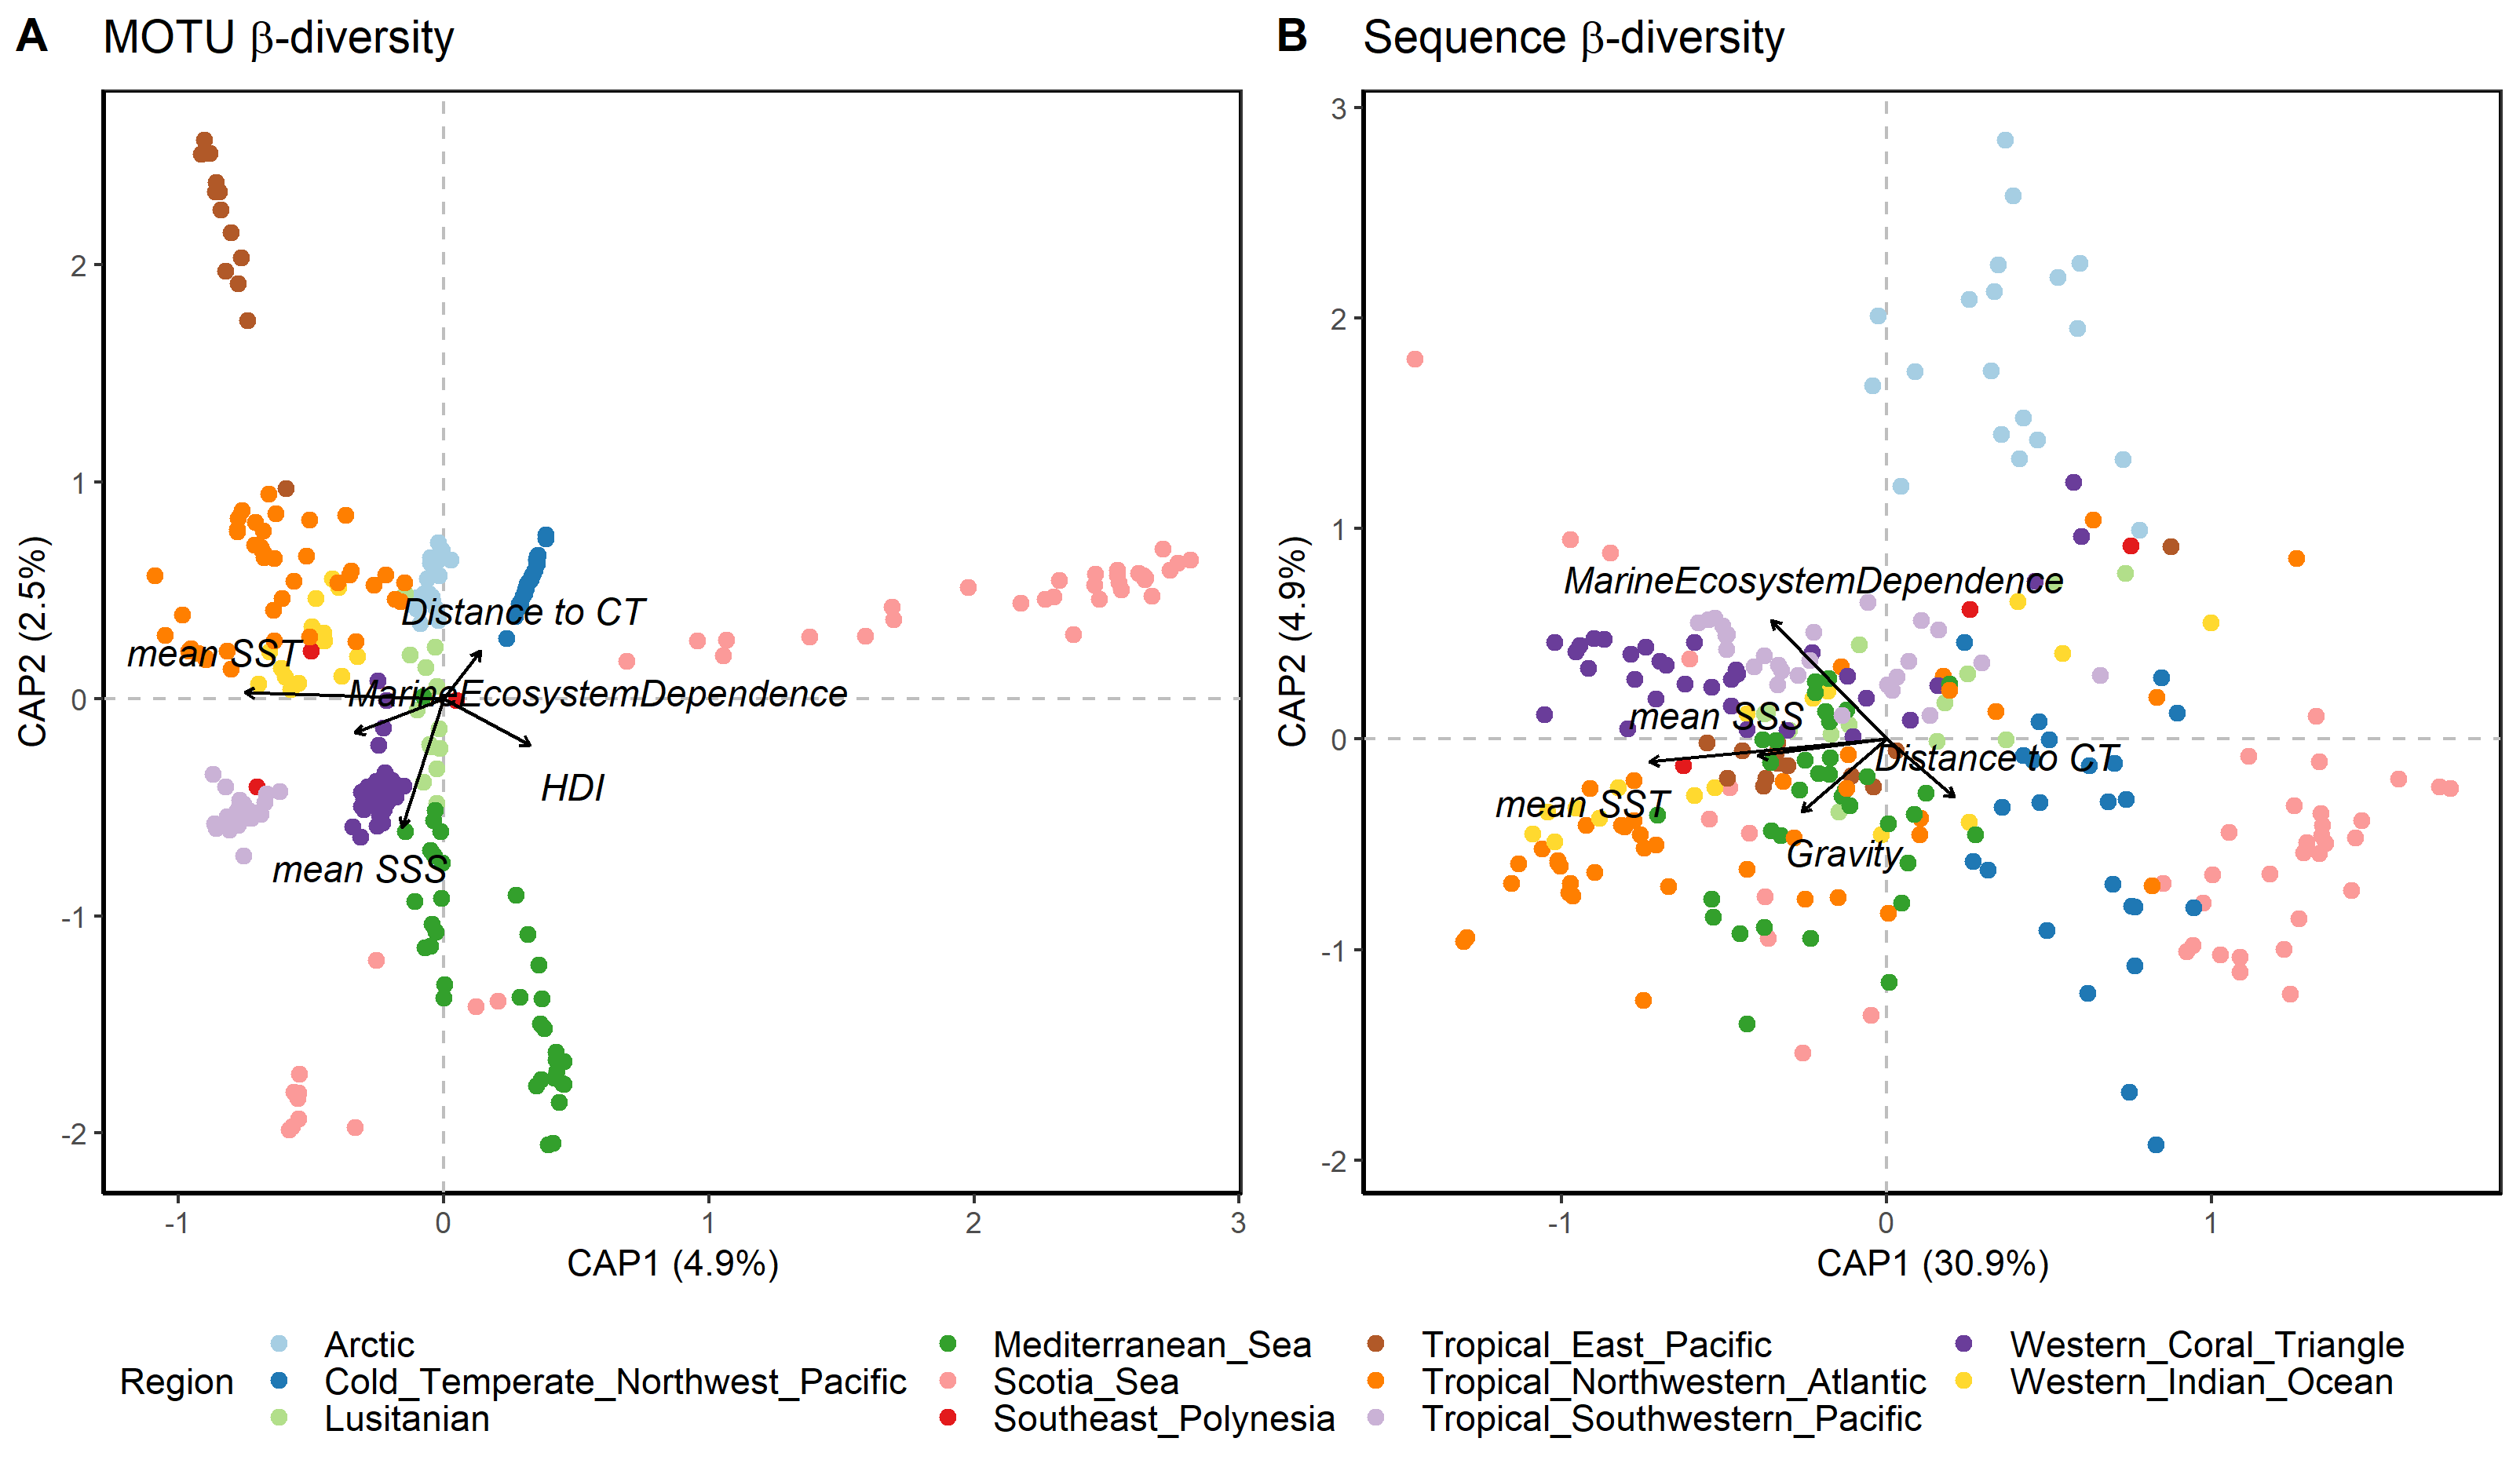 A MOTU β-diversity
B Sequence β-diversity
CAP2 (2.5%)
2
1
0
-1
-2
Distance to CT
mean SST
MarineEcosystemDependence
HDI
mean SSS
-1 0 1 2 3
CAP1 (4.9%)
CAP2 (4.9%)
3
2
1
0
-1
-2
MarineEcosystemDependence
mean SSS
Distance to CT
mean SST
Gravity
-1 0 1
CAP1 (30.9%)
Region
Arctic
Cold_Temperate_Northwest_Pacific
Lusitanian
Mediterranean_Sea
Scotia_Sea
Southeast_Polynesia
Tropical_East_Pacific
Tropical_Northwestern_Atlantic
Tropical_Southwestern_Pacific
Western_Coral_Triangle
Western_Indian_Ocean